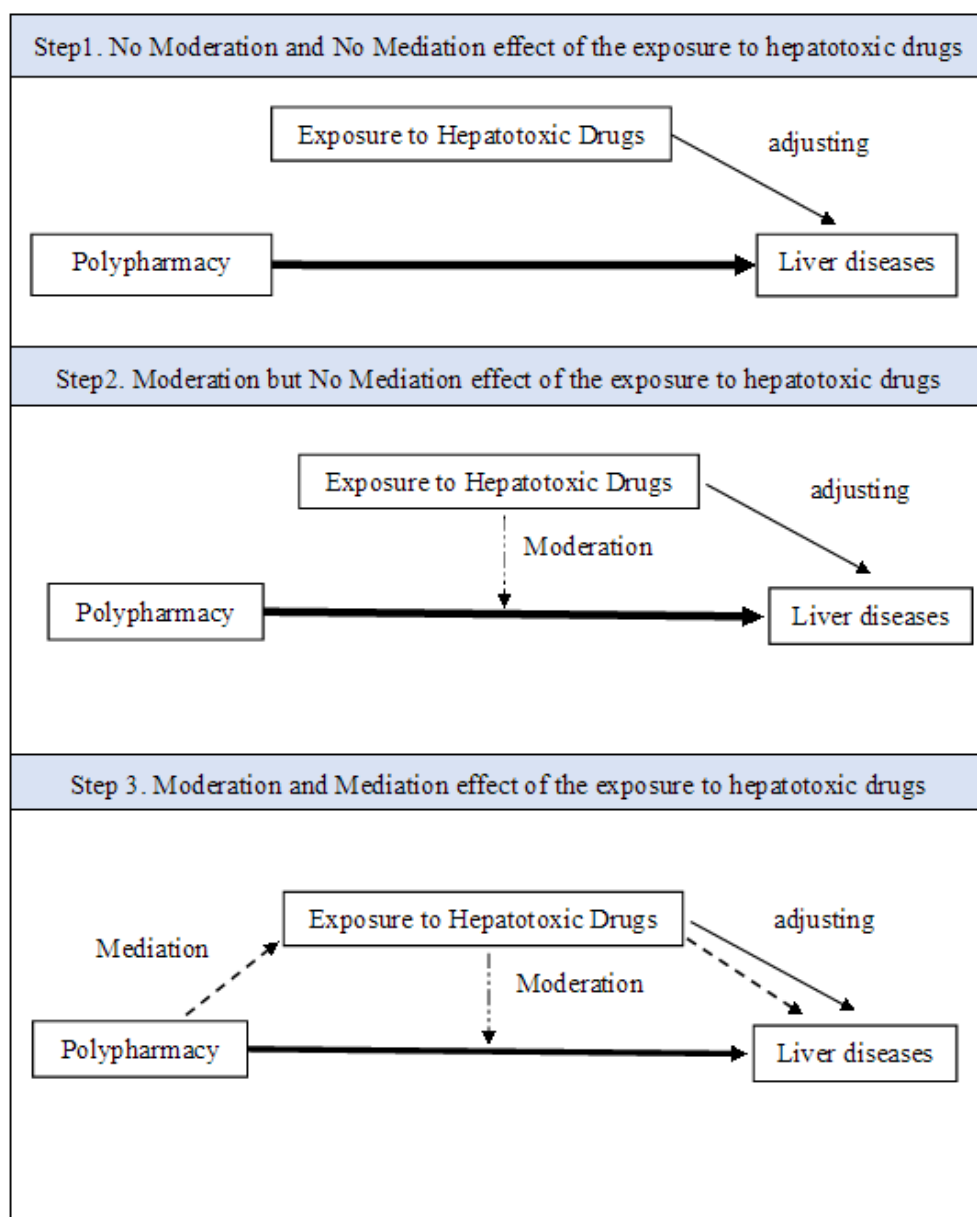 Step1. No Moderation and No Mediation effect of the exposure to hepatotoxic drugs
Exposure to Hepatotoxic Drugs
adjusting
Polypharmacy
Liver diseases
Step2. Moderation but No Mediation effect of the exposure to hepatotoxic drugs
Exposure to Hepatotoxic Drugs
adjusting
Moderation
Polypharmacy
Liver diseases
Step 3. Moderation and Mediation effect of the exposure to hepatotoxic drugs
Exposure to Hepatotoxic Drugs
adjusting
Mediation
Moderation
Polypharmacy
Liver diseases